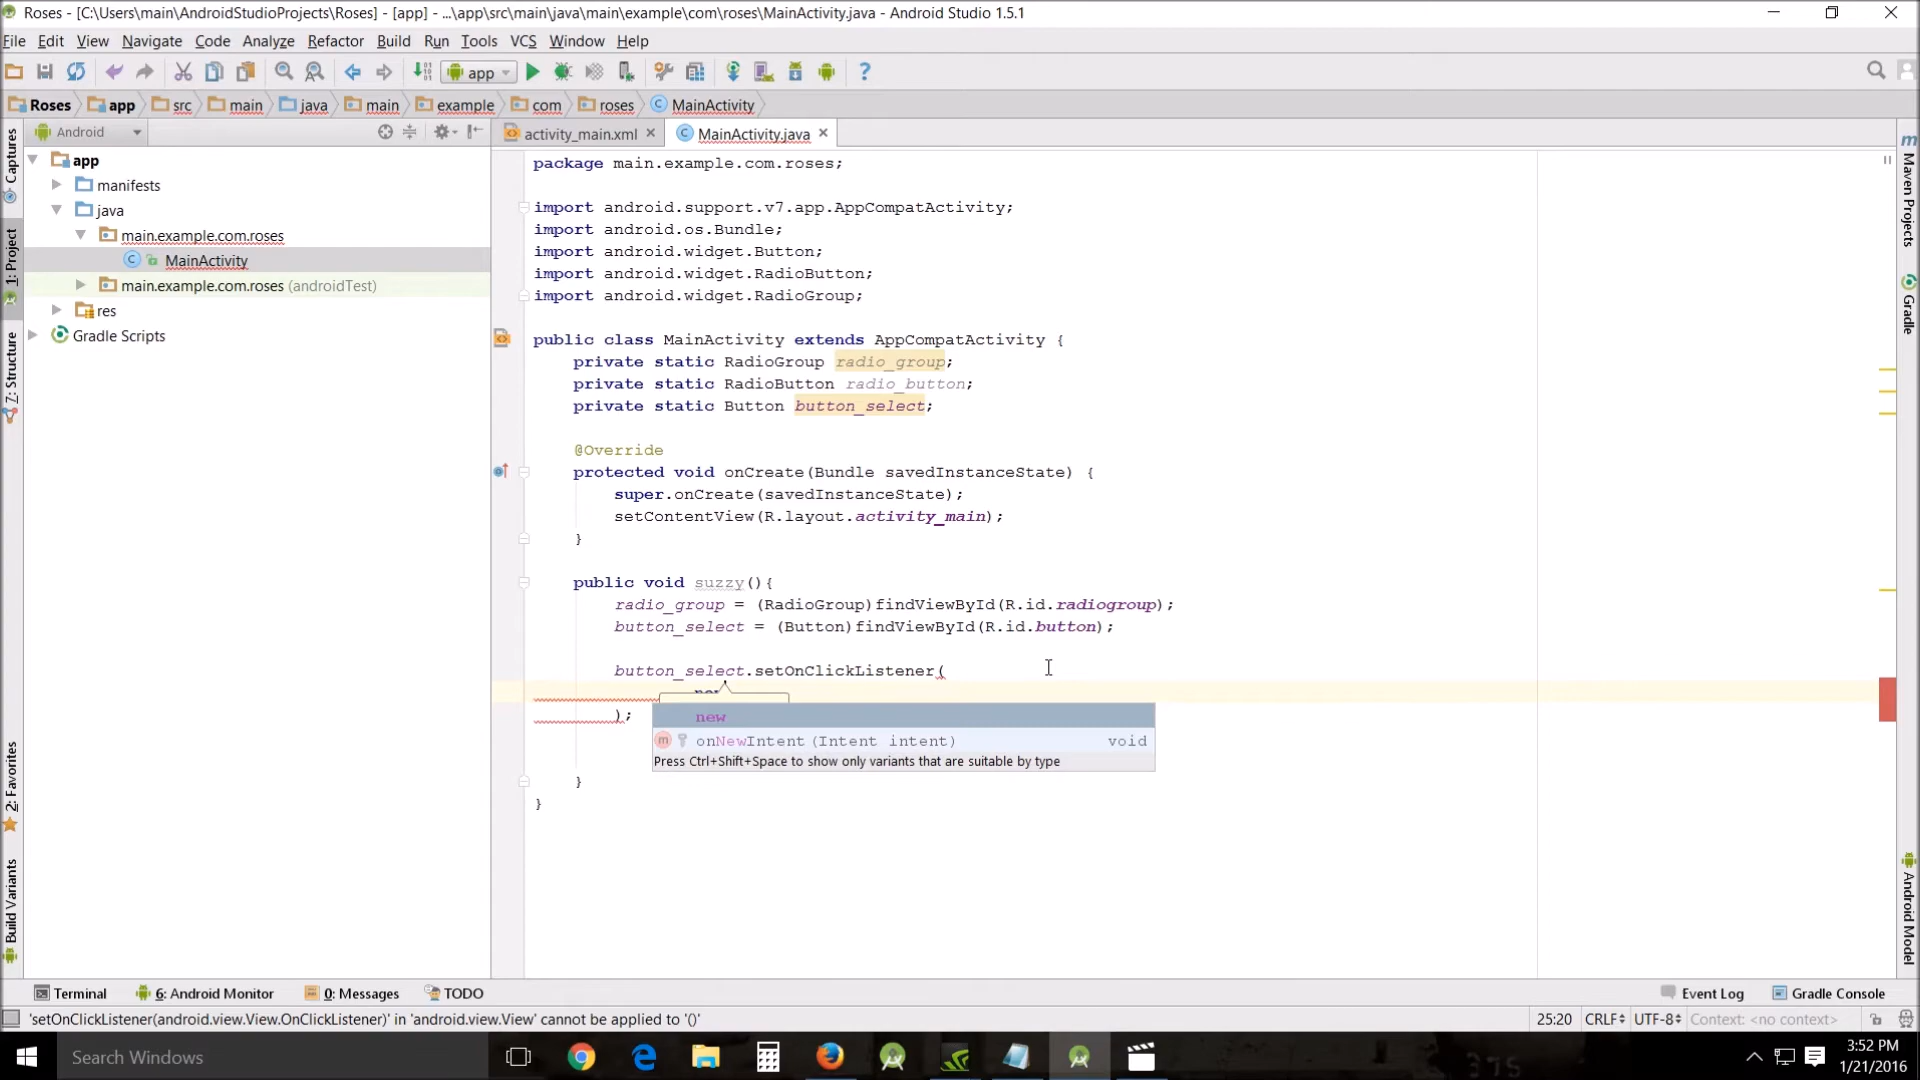 Roses - [C:\Users\main\AndroidStudioProjects\Roses] - [app] - ...\app\src\main\java\main\example\com\roses\MainActivity.java - Android Studio 1.5.1
File Edit View Navigate Code Analyze Refactor Build Run Tools VCS Window Help
app
Roses app src main java main example com roses MainActivity
Android
activity_main.xml MainActivity.java
app
manifests
java
main.example.com.roses
MainActivity
main.example.com.roses (androidTest)
res
Gradle Scripts
Captures
1: Project
7: Structure
2: Favorites
Build Variants
package main.example.com.roses;
import android.support.v7.app.AppCompatActivity;
import android.os.Bundle;
import android.widget.Button;
import android.widget.RadioButton;
import android.widget.RadioGroup;
public class MainActivity extends AppCompatActivity {
private static RadioGroup radio_group;
private static RadioButton radio_button;
private static Button button_select;
@Override
protected void onCreate(Bundle savedInstanceState) {
super.onCreate(savedInstanceState);
setContentView(R.layout.activity_main);
}
public void suzzy(){
radio_group = (RadioGroup)findViewById(R.id.radiogroup);
button_select = (Button)findViewById(R.id.button);
button_select.setOnClickListener(
new
);
new
onNewIntent(Intent intent) void
Press Ctrl+Shift+Space to show only variants that are suitable by type
}
}
Maven Projects
Gradle
Android Model
Terminal 6: Android Monitor 0: Messages TODO Event Log Gradle Console
'setOnClickListener(android.view.View.OnClickListener)' in 'android.view.View' cannot be applied to '()' 25:20 CRLF UTF-8 Context: <no context>
Search Windows
3:52 PM
1/21/2016